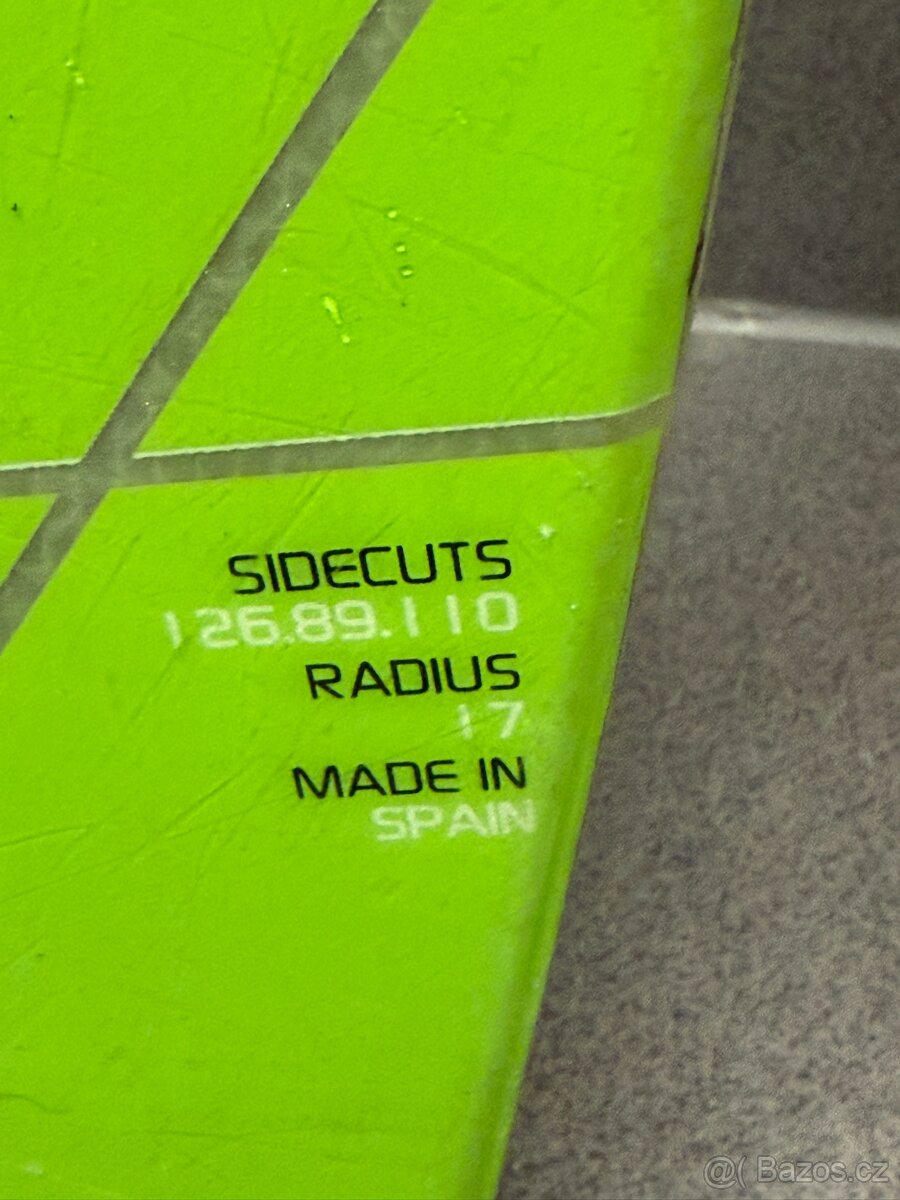 SIDECUTS
126.89.110
RADIUS
17
MADE IN
SPAIN
@( Bazos.cz